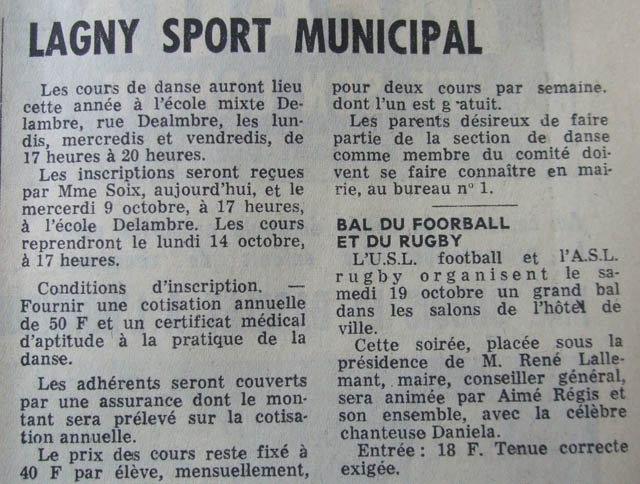 LAGNY SPORT MUNICIPAL
Les cours de danse auront lieu
cette année à l'école mixte De-
lambre, rue Dealmbre, les lun-
dis, mercredis et vendredis, de
17 heures à 20 heures.
Les inscriptions seront reçues
par Mme Soix, aujourd'hui, et le
mercredi 9 octobre, à 17 heures,
à l'école Delambre. Les cours
reprendront le lundi 14 octobre,
à 17 heures.
Conditions d'inscription. —
Fournir une cotisation annuelle
de 50 F et un certificat médical
d'aptitude à la pratique de la
danse.
Les adhérents seront couverts
par une assurance dont le mon-
tant sera prélevé sur la cotisa-
tion annuelle.
Le prix des cours reste fixé à
40 F par élève, mensuellement,
pour deux cours par semaine.
dont l'un est gratuit.
Les parents désireux de faire
partie de la section de danse
comme membre du comité doi-
vent se faire connaître en mai-
rie, au bureau n° 1.
BAL DU FOORBALL
ET DU RUGBY
L'U.S.L. football et l'A.S.L.
rugby organisent le sa-
medi 19 octobre un grand bal
dans les salons de l'hôtel de
ville.
Cette soirée, placée sous la
présidence de M. René Lalle-
mant, maire, conseiller général,
sera animée par Aimé Régis et
son ensemble, avec la célèbre
chanteuse Daniela.
Entrée : 18 F. Tenue correcte
exigée.